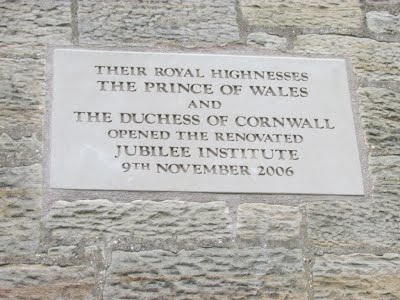 THEIR ROYAL HIGHNESSES
THE PRINCE OF WALES
AND
THE DUCHESS OF CORNWALL
OPENED THE RENOVATED
JUBILEE INSTITUTE
9TH NOVEMBER 2006